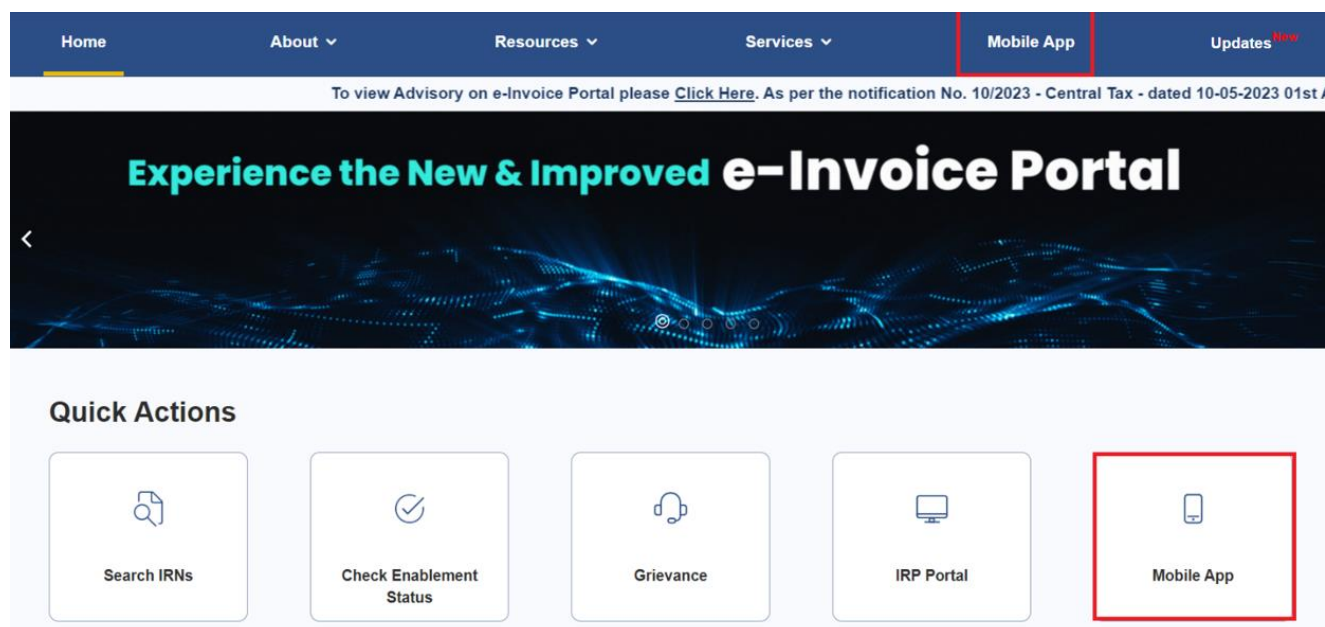 Home About Resources Services Mobile App Updates New
To view Advisory on e-Invoice Portal please Click Here. As per the notification No. 10/2023 - Central Tax - dated 10-05-2023 01st
Experience the New & Improved e-Invoice Portal
Quick Actions
Search IRNs
Check Enablement
Status
Grievance
IRP Portal
Mobile App